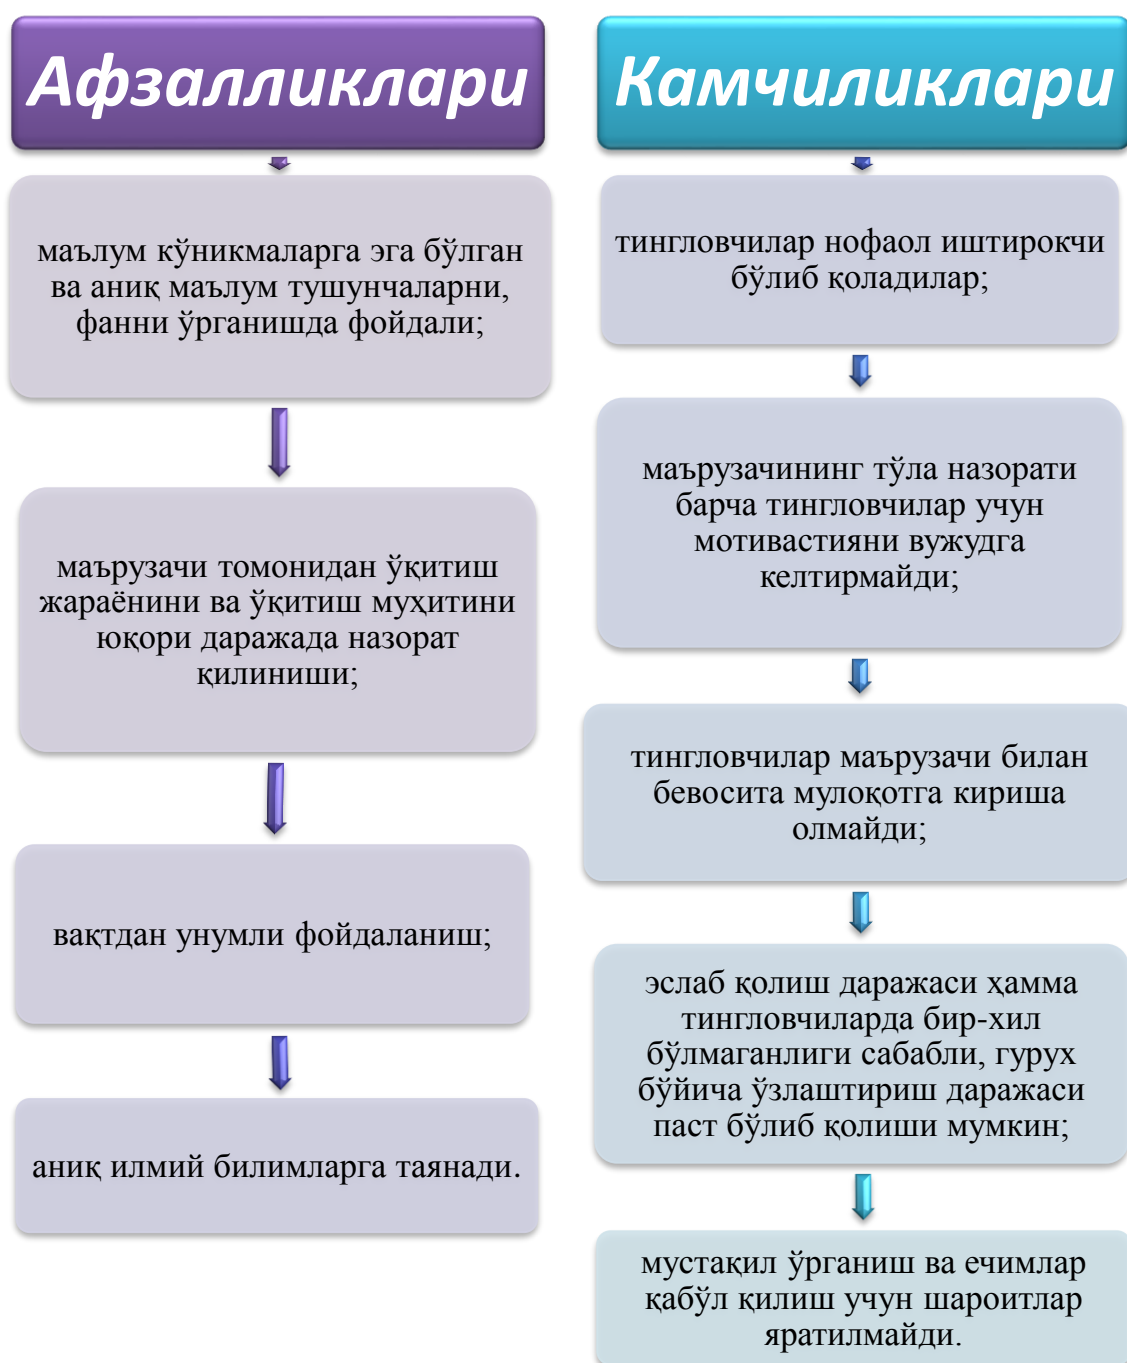 Афзалликлари
маълум кўникмаларга эга бўлган
ва аниқ маълум тушунчаларни,
фанни ўрганишда фойдали;
маърузачи томонидан ўқитиш
жараёнини ва ўқитиш муҳитини
юқори даражада назорат
қилиниши;
вақтдан унумли фойдаланиш;
аниқ илмий билимларга таянади.
Камчиликлари
тингловчилар нофаол иштирокчи
бўлиб қоладилар;
маърузачининг тўла назорати
барча тингловчилар учун
мотивастияни вужудга
келтирмайди;
тингловчилар маърузачи билан
бевосита мулоқотга кириша
олмайди;
эслаб қолиш даражаси ҳамма
тингловчиларда бир-хил
бўлмаганлиги сабабли, гурух
бўйича ўзлаштириш даражаси
паст бўлиб қолиши мумкин;
мустақил ўрганиш ва ечимлар
қабўл қилиш учун шароитлар
яратилмайди.